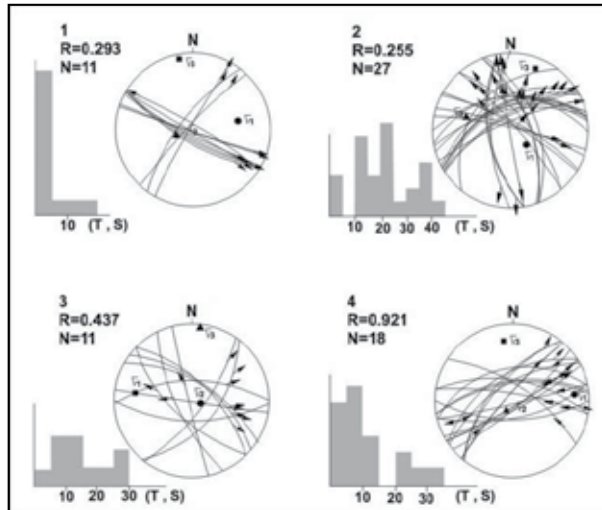 1
R=0.293
N=11
N
10 (T , S)
2
R=0.255
N=27
N
10 20 30 40
(T , S)
3
R=0.437
N=11
N
10 20 30
(T , S)
4
R=0.921
N=18
N
10 20 30
(T , S)